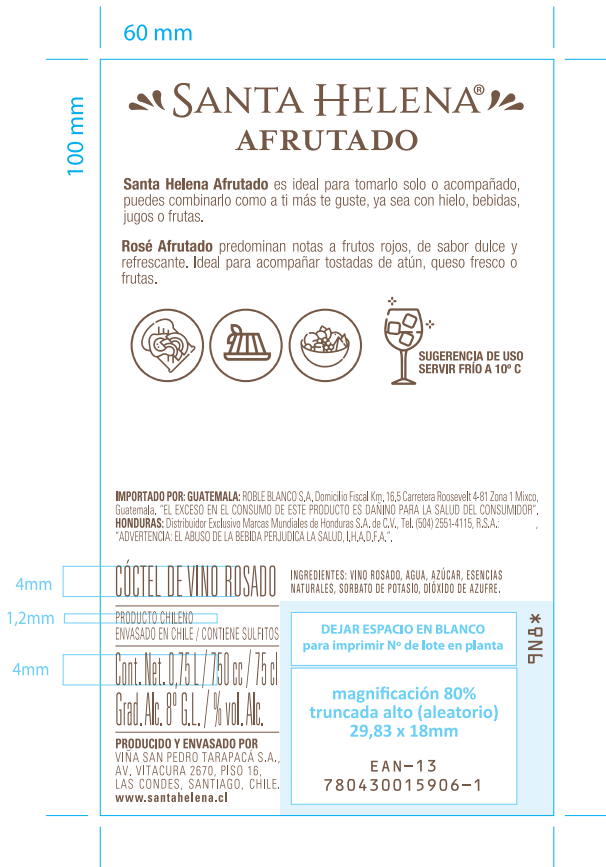 60 mm
100 mm
SANTA HELENA®
AFRUTADO
Santa Helena Afrutado es ideal para tomarlo solo o acompañado,
puedes combinarlo como a ti más te guste, ya sea con hielo, bebidas,
jugos o frutas.
Rosé Afrutado predominan notas a frutos rojos, de sabor dulce y
refrescante. Ideal para acompañar tostadas de atún, queso fresco o
frutas.
SUGERENCIA DE USO
SERVIR FRÍO A 10º C
IMPORTADO POR: GUATEMALA: ROBLE BLANCO S.A. Domicilio Fiscal Km. 16,5 Carretera Roosevelt 4-81 Zona 1 Mixco,
Guatemala. "EL EXCESO EN EL CONSUMO DE ESTE PRODUCTO ES DAÑINO PARA LA SALUD DEL CONSUMIDOR".
HONDURAS: Distribuidor Exclusivo Marcas Mundiales de Honduras S.A. de C.V., Tel. (504) 2551-4115, R.S.A.: ,
"ADVERTENCIA: EL ABUSO DE LA BEBIDA PERJUDICA LA SALUD, I.H.A.D.F.A.".
4mm
CÓCTEL DE VINO ROSADO
INGREDIENTES: VINO ROSADO, AGUA, AZÚCAR, ESENCIAS
NATURALES, SORBATO DE POTASIO, DIÓXIDO DE AZUFRE.
1,2mm
PRODUCTO CHILENO
ENVASADO EN CHILE / CONTIENE SULFITOS
4mm
Cont. Net. 0,75 L / 750 cc / 75 cl
Grad. Alc. 8º G.L. / % vol. Alc.
PRODUCIDO Y ENVASADO POR
VIÑA SAN PEDRO TARAPACÁ S.A.,
AV. VITACURA 2670, PISO 16,
LAS CONDES, SANTIAGO, CHILE.
www.santahelena.cl
DEJAR ESPACIO EN BLANCO
para imprimir Nº de lote en planta
magnificación 80%
truncada alto (aleatorio)
29,83 x 18mm
EAN-13
780430015906-1